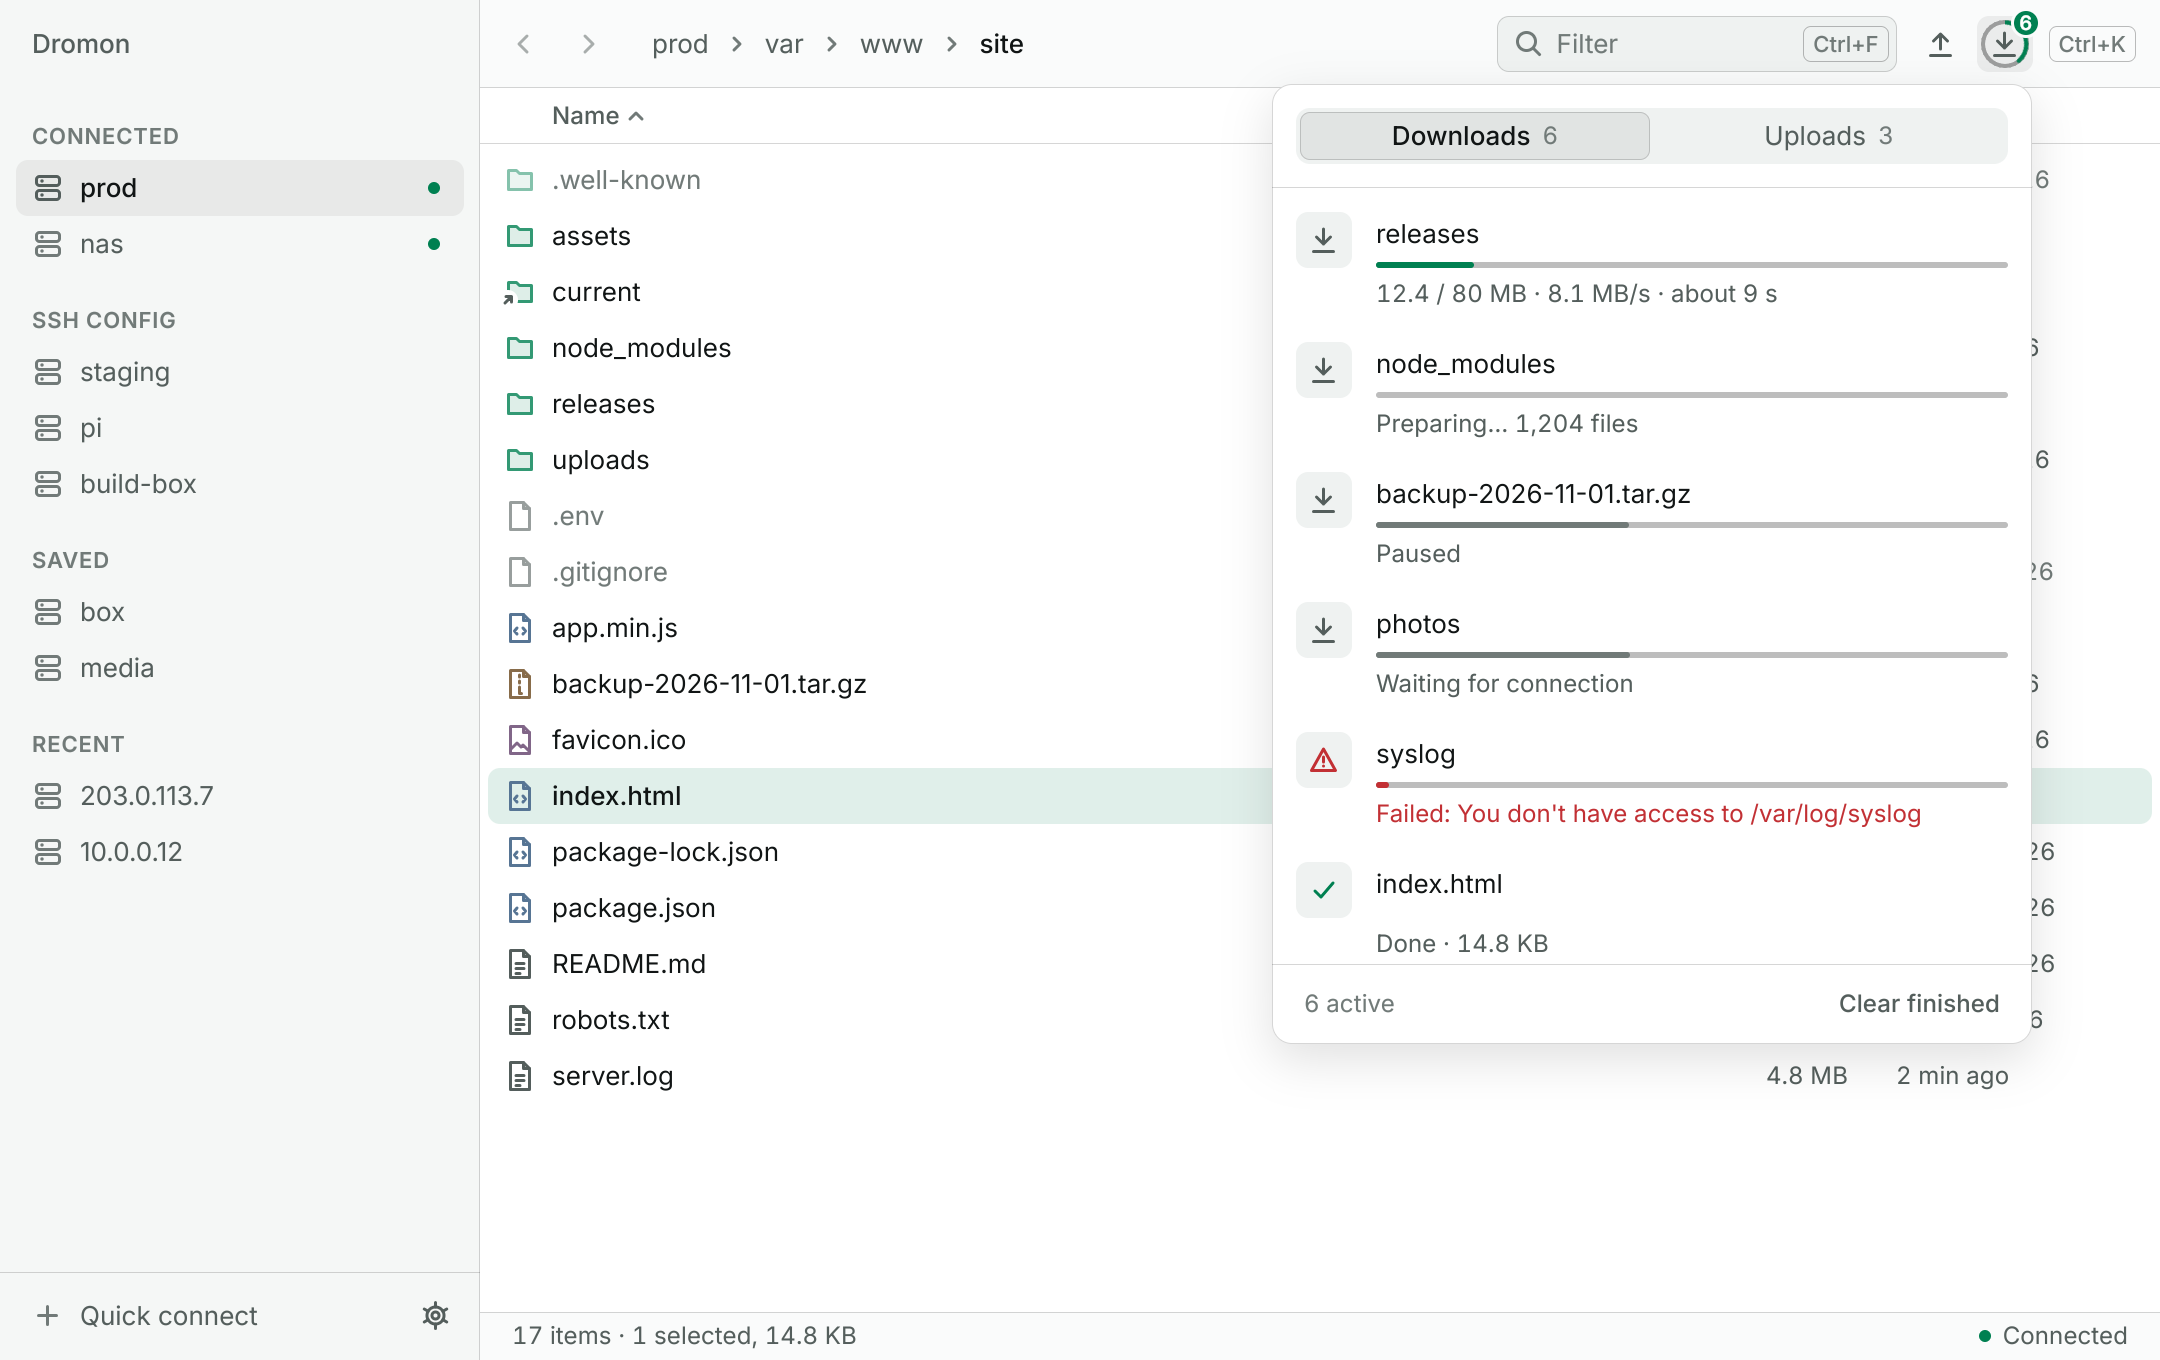 Dromon
CONNECTED
prod
nas
SSH CONFIG
staging
pi
build-box
SAVED
box
media
RECENT
203.0.113.7
10.0.0.12
Quick connect
prod › var › www › site
Filter Ctrl+F
6
Ctrl+K
Name
.well-known
assets
current
node_modules
releases
uploads
.env
.gitignore
app.min.js
backup-2026-11-01.tar.gz
favicon.ico
index.html
package-lock.json
package.json
README.md
robots.txt
server.log 4.8 MB 2 min ago
Downloads 6 Uploads 3
releases
12.4 / 80 MB · 8.1 MB/s · about 9 s
node_modules
Preparing... 1,204 files
backup-2026-11-01.tar.gz
Paused
photos
Waiting for connection
syslog
Failed: You don't have access to /var/log/syslog
index.html
Done · 14.8 KB
6 active Clear finished
17 items · 1 selected, 14.8 KB
Connected